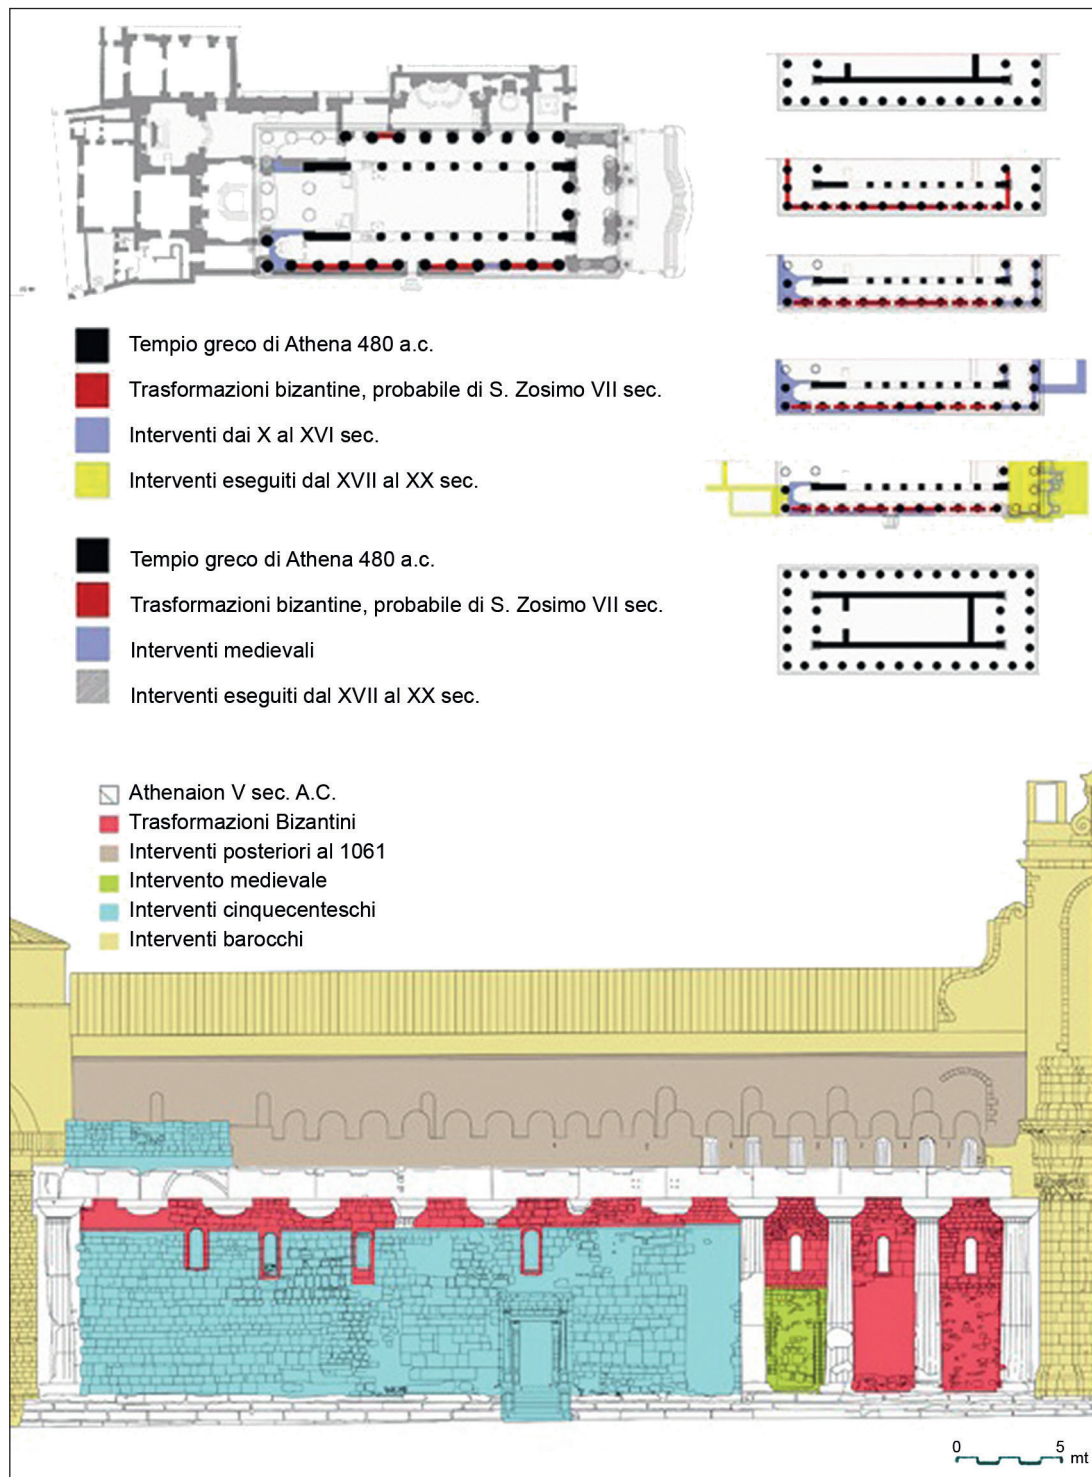 Tempio greco di Athena 480 a.c.
Trasformazioni bizantine, probabile di S. Zosimo VII sec.
Interventi dai X al XVI sec.
Interventi eseguiti dal XVII al XX sec.
Tempio greco di Athena 480 a.c.
Trasformazioni bizantine, probabile di S. Zosimo VII sec.
Interventi medievali
Interventi eseguiti dal XVII al XX sec.
Athenaion V sec. A.C.
Trasformazioni Bizantini
Interventi posteriori al 1061
Intervento medievale
Interventi cinquecenteschi
Interventi barocchi
0 5
mt